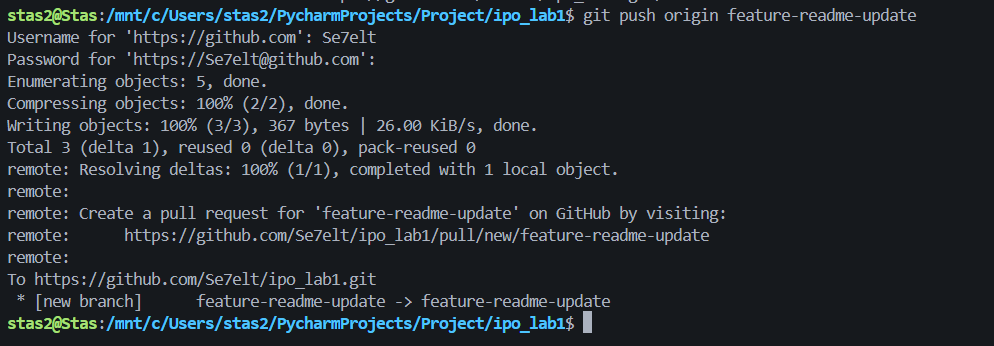 stas2@Stas:/mnt/c/Users/stas2/PycharmProjects/Project/ipo_lab1$ git push origin feature-readme-update
Username for 'https://github.com': Se7elt
Password for 'https://Se7elt@github.com':
Enumerating objects: 5, done.
Compressing objects: 100% (2/2), done.
Writing objects: 100% (3/3), 367 bytes | 26.00 KiB/s, done.
Total 3 (delta 1), reused 0 (delta 0), pack-reused 0
remote: Resolving deltas: 100% (1/1), completed with 1 local object.
remote:
remote: Create a pull request for 'feature-readme-update' on GitHub by visiting:
remote:      https://github.com/Se7elt/ipo_lab1/pull/new/feature-readme-update
remote:
To https://github.com/Se7elt/ipo_lab1.git
 * [new branch]      feature-readme-update -> feature-readme-update
stas2@Stas:/mnt/c/Users/stas2/PycharmProjects/Project/ipo_lab1$